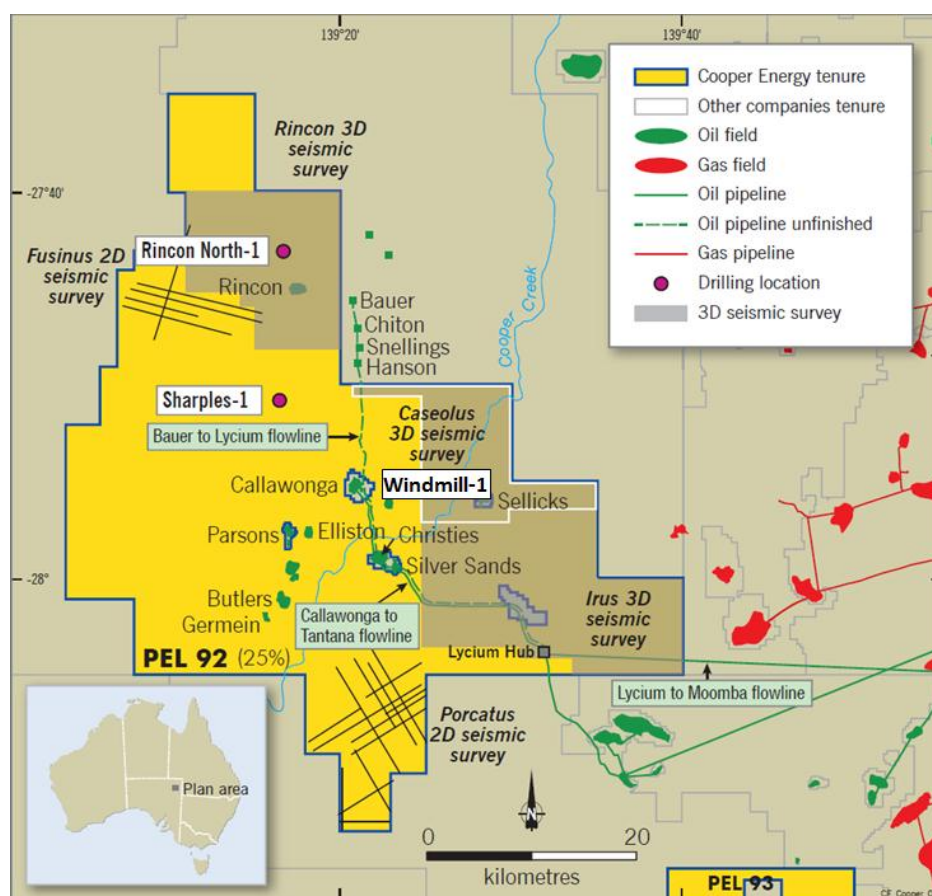 139°20'
139°40'
Cooper Energy tenure
Other companies tenure
Oil field
Gas field
Oil pipeline
Oil pipeline unfinished
Gas pipeline
Drilling location
3D seismic survey
Rincon 3D
seismic
survey
-27°40'
Rincon North-1
Fusinus 2D
seismic
survey
Rincon
Cooper Creek
Bauer
Chiton
Snellings
Hanson
Sharples-1
Caseolus
3D seismic
survey
Bauer to Lycium flowline
Callawonga
Windmill-1
Sellicks
Parsons
Elliston
Christies
Silver Sands
-28°
Butlers
Germein
Callawonga to
Tantana flowline
Irus 3D
seismic
survey
PEL 92 (25%)
Lycium Hub
Lycium to Moomba flowline
Porcatus
2D seismic
survey
Plan area
N
0
20
kilometres
PEL 93